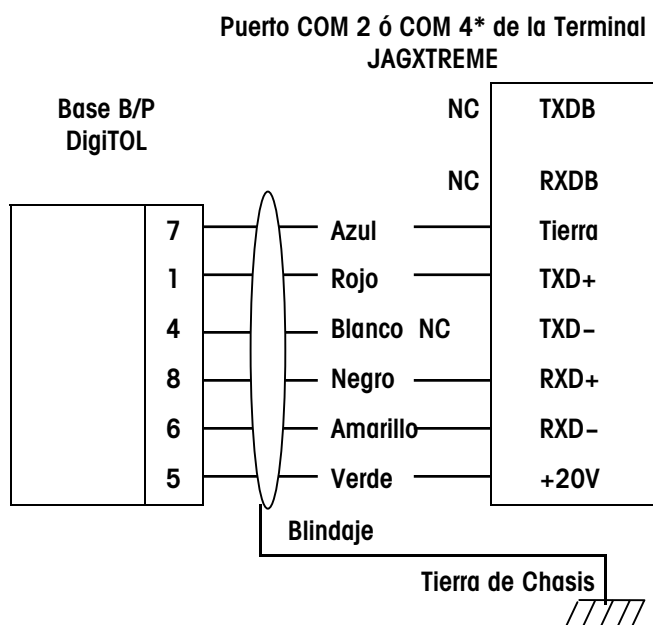 Puerto COM 2 ó COM 4* de la Terminal
JAGXTREME
Base B/P
DigiTOL
NC TXDB
NC RXDB
7 Azul Tierra
1 Rojo TXD+
4 Blanco NC TXD–
8 Negro RXD+
6 Amarillo RXD–
5 Verde +20V
Blindaje
Tierra de Chasis